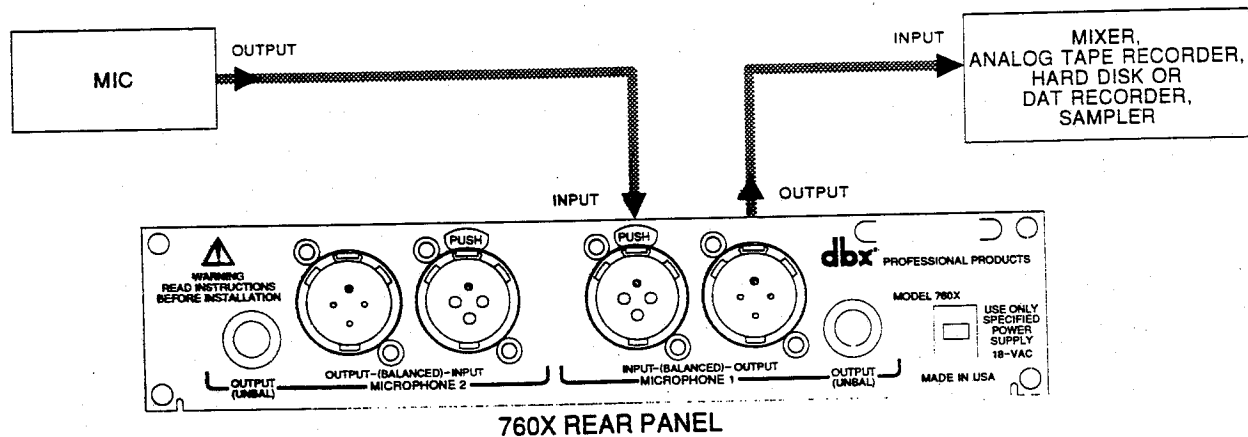 MIC
OUTPUT
INPUT
MIXER,
ANALOG TAPE RECORDER,
HARD DISK OR
DAT RECORDER,
SAMPLER
INPUT
OUTPUT
WARNING
READ INSTRUCTIONS
BEFORE INSTALLATION
PUSH
PUSH
dbx® PROFESSIONAL PRODUCTS
MODEL 760X
USE ONLY
SPECIFIED
POWER
SUPPLY
18-VAC
OUTPUT
(UNBAL)
OUTPUT-(BALANCED)-INPUT
MICROPHONE 2
INPUT-(BALANCED)-OUTPUT
MICROPHONE 1
OUTPUT
(UNBAL)
MADE IN USA
760X REAR PANEL